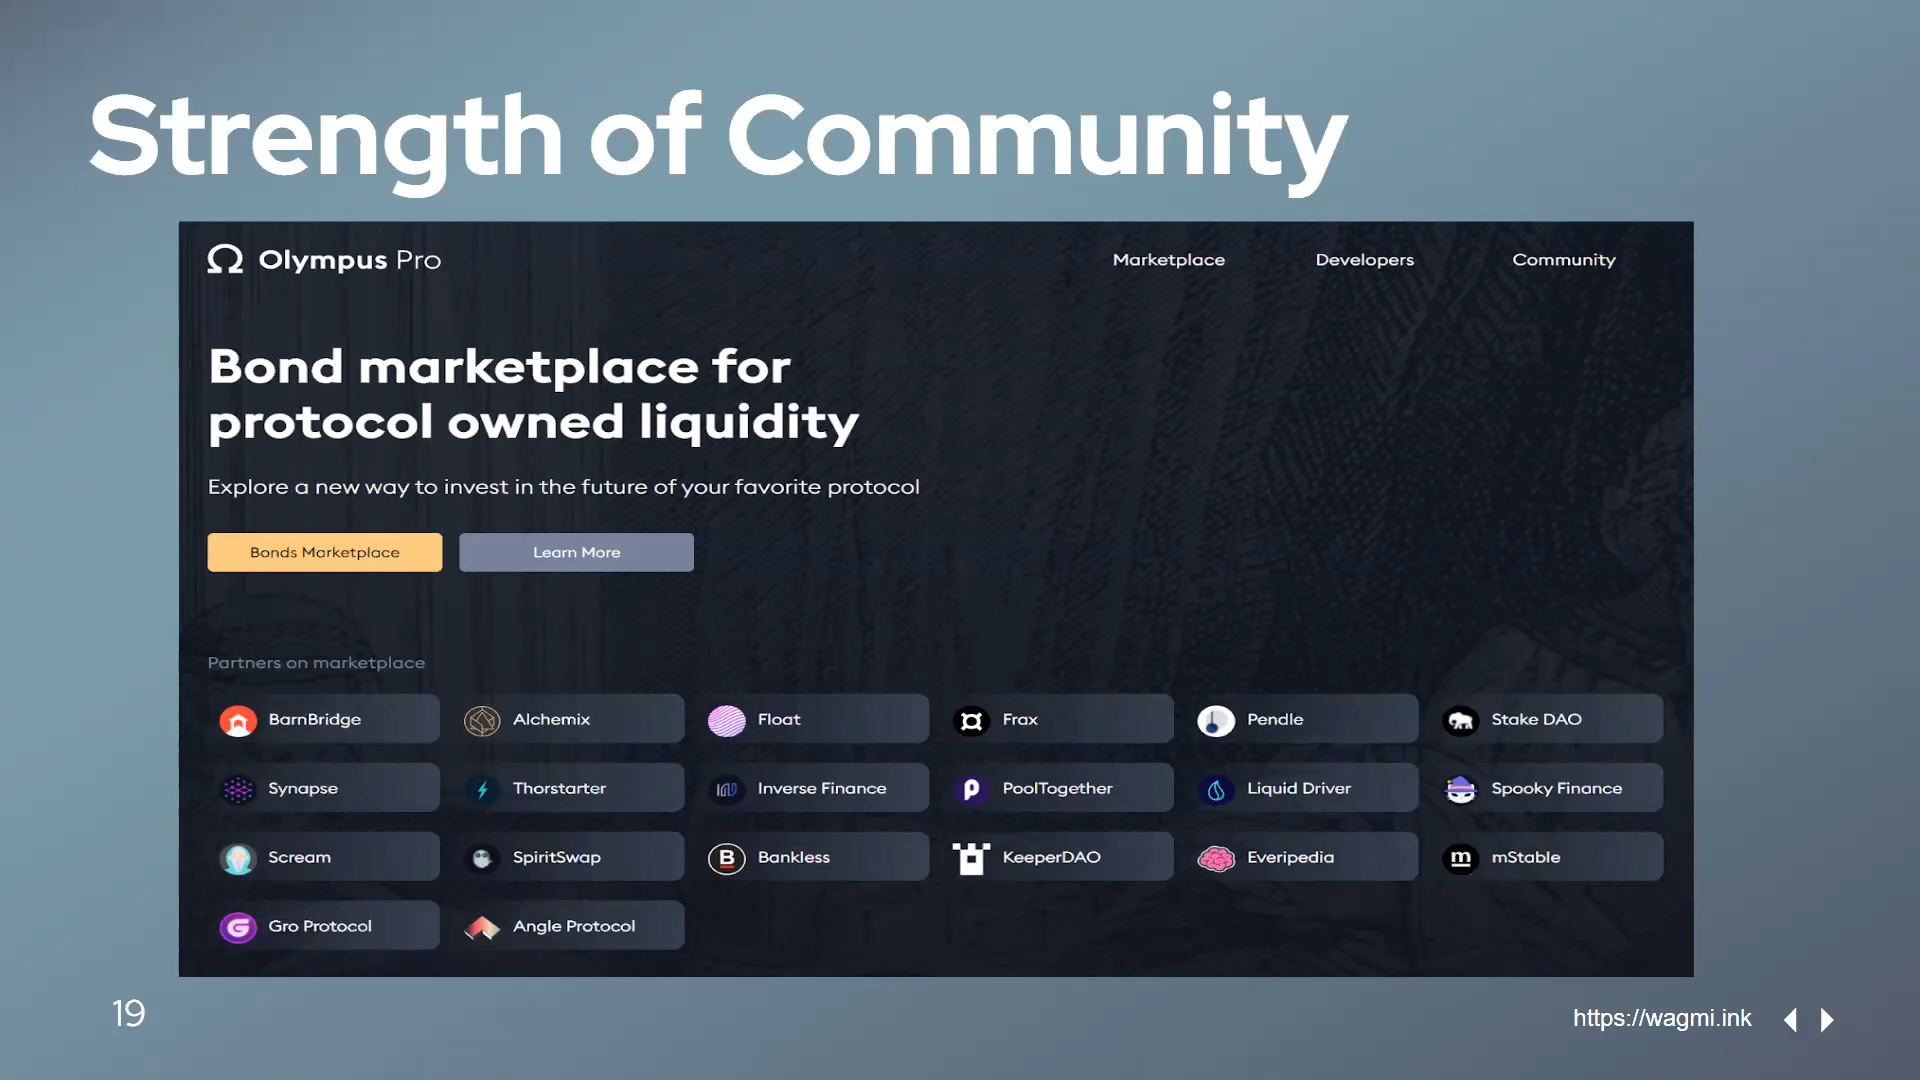 Strength of Community
Olympus Pro
Marketplace
Developers
Community
Bond marketplace for
protocol owned liquidity
Explore a new way to invest in the future of your favorite protocol
Bonds Marketplace
Learn More
Partners on marketplace
BarnBridge
Alchemix
Float
Frax
Pendle
Stake DAO
Synapse
Thorstarter
Inverse Finance
PoolTogether
Liquid Driver
Spooky Finance
Scream
SpiritSwap
Bankless
KeeperDAO
Everipedia
mStable
Gro Protocol
Angle Protocol
19
https://wagmi.ink